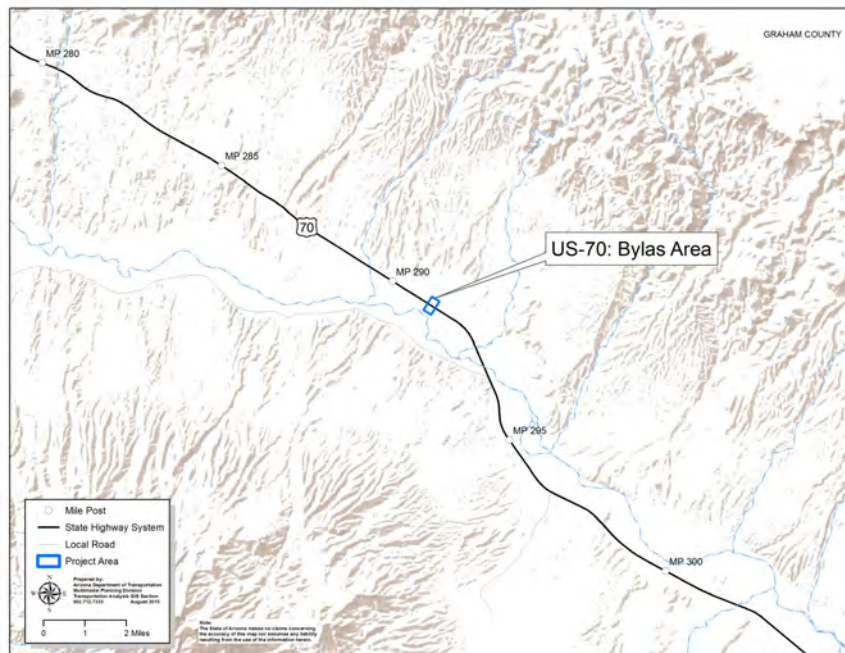 GRAHAM COUNTY
MP 280
MP 285
70
US-70: Bylas Area
MP 290
MP 295
MP 300
Mile Post
State Highway System
Local Road
Project Area
N
W
E
S
Prepared by:
Arizona Department of Transportation
Multimodal Planning Division
Transportation Analysis GIS Section
August 2015
0 1 2 Miles
Note:
The State of Arizona makes no claims concerning
the accuracy of this map nor assumes any liability
resulting from the use of the information herein.